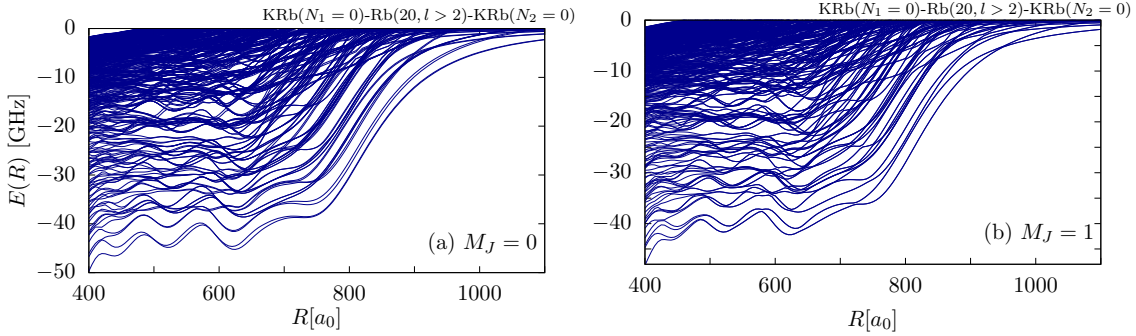 KRb(N₁ = 0)-Rb(20, l > 2)-KRb(N₂ = 0)
0
−10
−20
−30
−40
−50
E(R) [GHz]
(a) M_J = 0
400 600 800 1000
R[a₀]
KRb(N₁ = 0)-Rb(20, l > 2)-KRb(N₂ = 0)
0
−10
−20
−30
−40
(b) M_J = 1
400 600 800 1000
R[a₀]